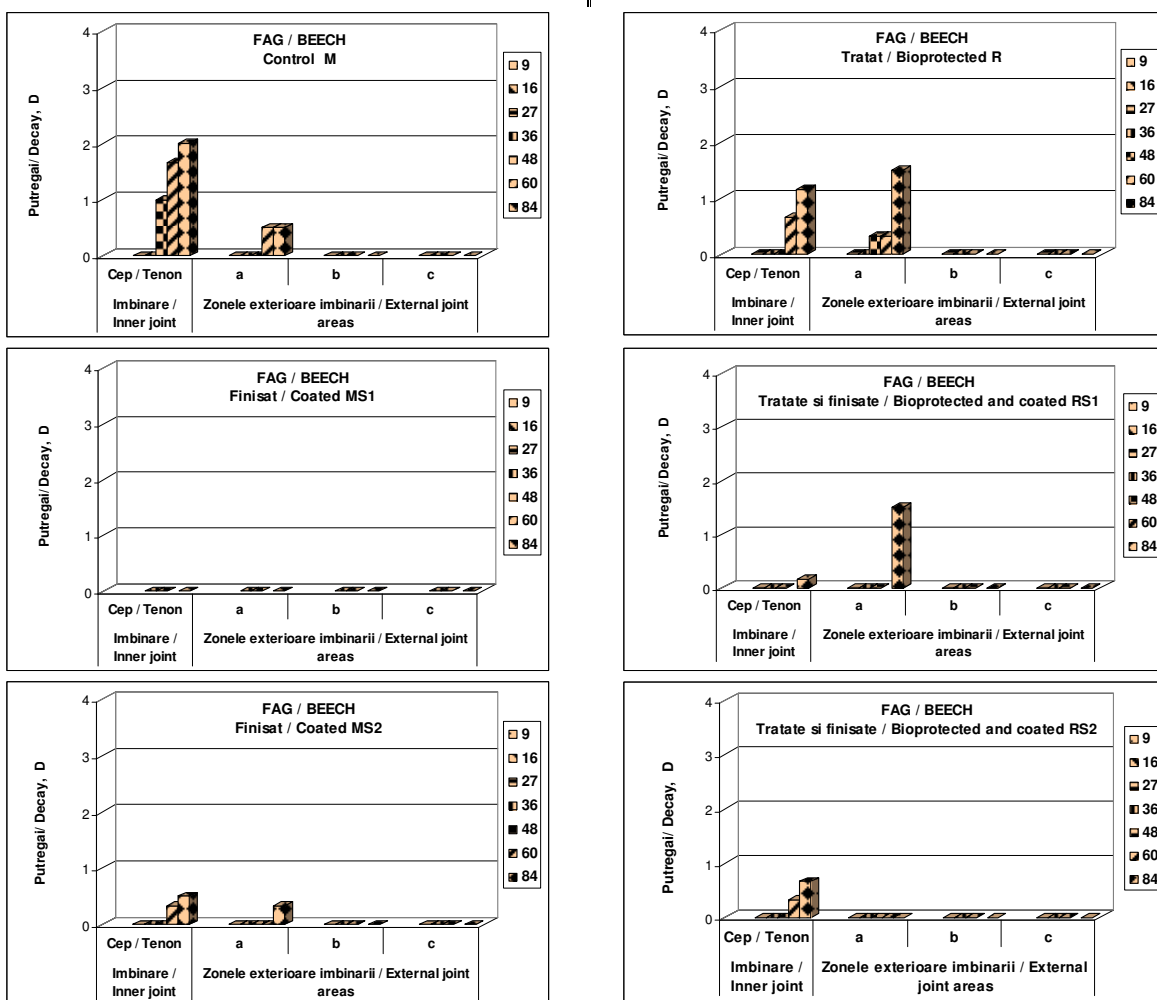 FAG / BEECH
Control M
Putregai/ Decay, D
4
3
2
1
0
Cep / Tenon a b c
Imbinare / Inner joint
Zonele exterioare imbinarii / External joint areas
9
16
27
36
48
60
84
FAG / BEECH
Tratat / Bioprotected R
Putregai/ Decay, D
4
3
2
1
0
Cep / Tenon a b c
Imbinare / Inner joint
Zonele exterioare imbinarii / External joint areas
9
16
27
36
48
60
84
FAG / BEECH
Finisat / Coated MS1
Putregai/ Decay, D
4
3
2
1
0
Cep / Tenon a b c
Imbinare / Inner joint
Zonele exterioare imbinarii / External joint areas
9
16
27
36
48
60
84
FAG / BEECH
Tratate si finisate / Bioprotected and coated RS1
Putregai/ Decay, D
4
3
2
1
0
Cep / Tenon a b c
Imbinare / Inner joint
Zonele exterioare imbinarii / External joint areas
9
16
27
36
48
60
84
FAG / BEECH
Finisat / Coated MS2
Putregai/ Decay, D
4
3
2
1
0
Cep / Tenon a b c
Imbinare / Inner joint
Zonele exterioare imbinarii / External joint areas
9
16
27
36
48
60
84
FAG / BEECH
Tratate si finisate / Bioprotected and coated RS2
Putregai/ Decay, D
4
3
2
1
0
Cep / Tenon a b c
Imbinare / Inner joint
Zonele exterioare imbinarii / External joint areas
9
16
27
36
48
60
84